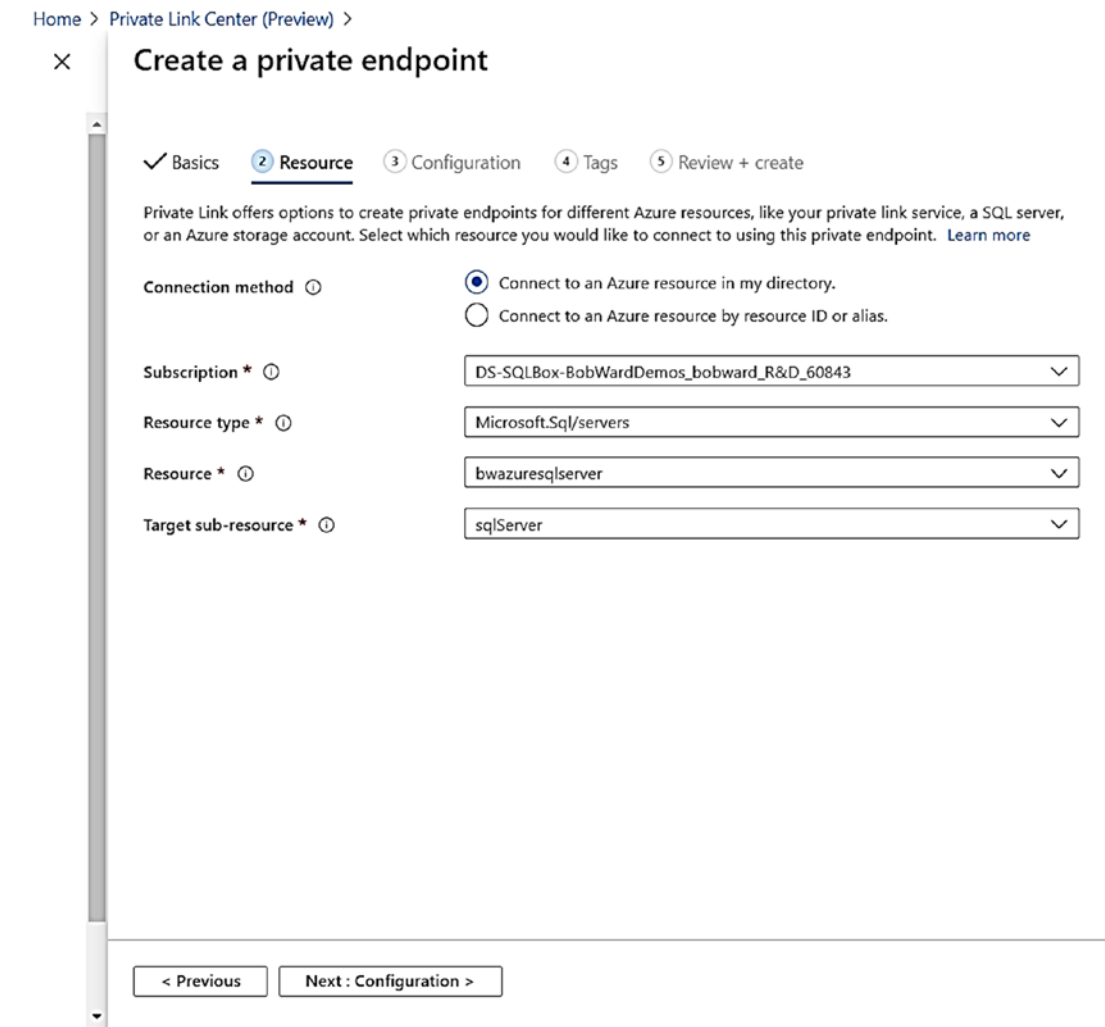 Home > Private Link Center (Preview) >
Create a private endpoint
Basics 2 Resource 3 Configuration 4 Tags 5 Review + create
Private Link offers options to create private endpoints for different Azure resources, like your private link service, a SQL server,
or an Azure storage account. Select which resource you would like to connect to using this private endpoint. Learn more
Connection method
Connect to an Azure resource in my directory.
Connect to an Azure resource by resource ID or alias.
Subscription * DS-SQLBox-BobWardDemos_bobward_R&D_60843
Resource type * Microsoft.Sql/servers
Resource * bwazuresqlserver
Target sub-resource * sqlServer
< Previous Next : Configuration >